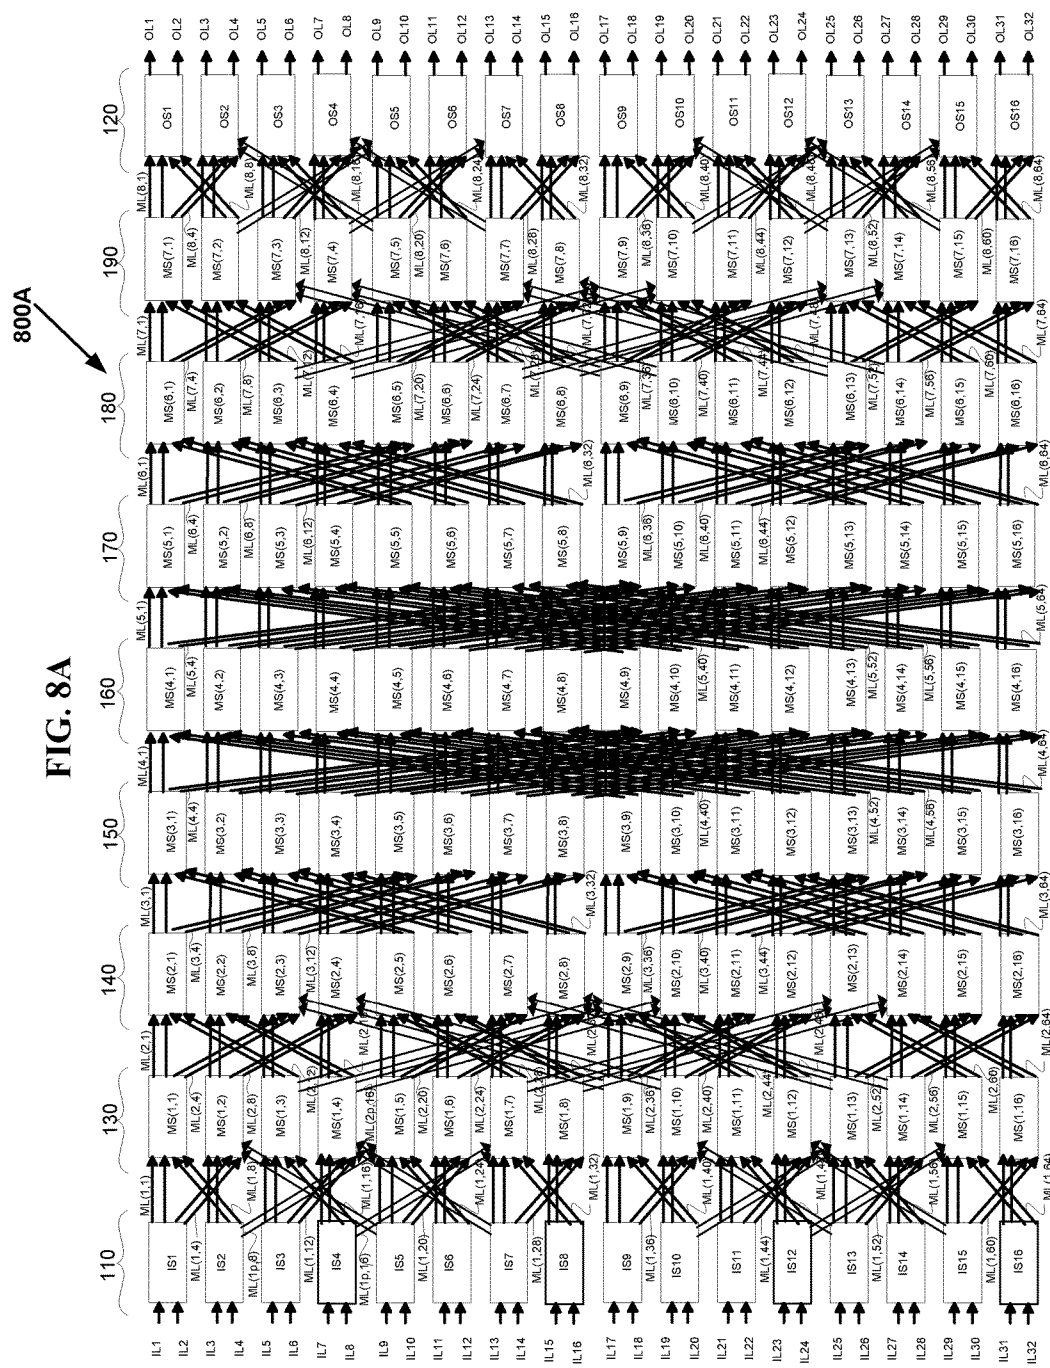 FIG. 8A
800A
110
130
140
150
160
170
180
190
120
IL1
IL2
IL3
IL4
IL5
IL6
IL7
IL8
IL9
IL10
IL11
IL12
IL13
IL14
IL15
IL16
IL17
IL18
IL19
IL20
IL21
IL22
IL23
IL24
IL25
IL26
IL27
IL28
IL29
IL30
IL31
IL32
IS1
IS2
IS3
IS4
IS5
IS6
IS7
IS8
IS9
IS10
IS11
IS12
IS13
IS14
IS15
IS16
ML(1,1)
ML(1,4)
ML(1,8)
ML(1p,8)
ML(1,12)
ML(1,16)
ML(1p,16)
ML(1,20)
ML(1,24)
ML(1,28)
ML(1,32)
ML(1,36)
ML(1,40)
ML(1,44)
ML(1,52)
ML(1,56)
ML(1,60)
ML(1,64)
MS(1,1)
MS(1,2)
MS(1,3)
MS(1,4)
MS(1,5)
MS(1,6)
MS(1,7)
MS(1,8)
MS(1,9)
MS(1,10)
MS(1,11)
MS(1,12)
MS(1,13)
MS(1,14)
MS(1,15)
MS(1,16)
ML(2,1)
ML(2,4)
ML(2,8)
ML(2,12)
ML(2p,16)
ML(2,20)
ML(2,24)
ML(2,36)
ML(2,40)
ML(2,44)
ML(2,52)
ML(2,56)
ML(2,60)
ML(2,64)
MS(2,1)
MS(2,2)
MS(2,3)
MS(2,4)
MS(2,5)
MS(2,6)
MS(2,7)
MS(2,8)
MS(2,9)
MS(2,10)
MS(2,11)
MS(2,12)
MS(2,13)
MS(2,14)
MS(2,15)
MS(2,16)
ML(3,1)
ML(3,4)
ML(3,8)
ML(3,12)
ML(3,32)
ML(3,36)
ML(3,40)
ML(3,44)
ML(3,64)
MS(3,1)
MS(3,2)
MS(3,3)
MS(3,4)
MS(3,5)
MS(3,6)
MS(3,7)
MS(3,8)
MS(3,9)
MS(3,10)
MS(3,11)
MS(3,12)
MS(3,13)
MS(3,14)
MS(3,15)
MS(3,16)
ML(4,1)
ML(4,4)
ML(4,40)
ML(4,52)
ML(4,56)
ML(4,64)
MS(4,1)
MS(4,2)
MS(4,3)
MS(4,4)
MS(4,5)
MS(4,6)
MS(4,7)
MS(4,8)
MS(4,9)
MS(4,10)
MS(4,11)
MS(4,12)
MS(4,13)
MS(4,14)
MS(4,15)
MS(4,16)
ML(5,1)
ML(5,4)
ML(5,40)
ML(5,52)
ML(5,56)
ML(5,64)
MS(5,1)
MS(5,2)
MS(5,3)
MS(5,4)
MS(5,5)
MS(5,6)
MS(5,7)
MS(5,8)
MS(5,9)
MS(5,10)
MS(5,11)
MS(5,12)
MS(5,13)
MS(5,14)
MS(5,15)
MS(5,16)
ML(6,1)
ML(6,4)
ML(6,8)
ML(6,12)
ML(6,32)
ML(6,36)
ML(6,40)
ML(6,44)
ML(6,64)
MS(6,1)
MS(6,2)
MS(6,3)
MS(6,4)
MS(6,5)
MS(6,6)
MS(6,7)
MS(6,8)
MS(6,9)
MS(6,10)
MS(6,11)
MS(6,12)
MS(6,13)
MS(6,14)
MS(6,15)
MS(6,16)
ML(7,1)
ML(7,4)
ML(7,8)
ML(7,12)
ML(7,16)
ML(7,20)
ML(7,24)
ML(7,36)
ML(7,40)
ML(7,44)
ML(7,52)
ML(7,56)
ML(7,60)
ML(7,64)
MS(7,1)
MS(7,2)
MS(7,3)
MS(7,4)
MS(7,5)
MS(7,6)
MS(7,7)
MS(7,8)
MS(7,9)
MS(7,10)
MS(7,11)
MS(7,12)
MS(7,13)
MS(7,14)
MS(7,15)
MS(7,16)
ML(8,1)
ML(8,4)
ML(8,8)
ML(8,12)
ML(8,16)
ML(8,20)
ML(8,24)
ML(8,28)
ML(8,32)
ML(8,36)
ML(8,40)
ML(8,44)
ML(8,52)
ML(8,56)
ML(8,60)
ML(8,64)
OS1
OS2
OS3
OS4
OS5
OS6
OS7
OS8
OS9
OS10
OS11
OS12
OS13
OS14
OS15
OS16
OL1
OL2
OL3
OL4
OL5
OL6
OL7
OL8
OL9
OL10
OL11
OL12
OL13
OL14
OL15
OL16
OL17
OL18
OL19
OL20
OL21
OL22
OL23
OL24
OL25
OL26
OL27
OL28
OL29
OL30
OL31
OL32